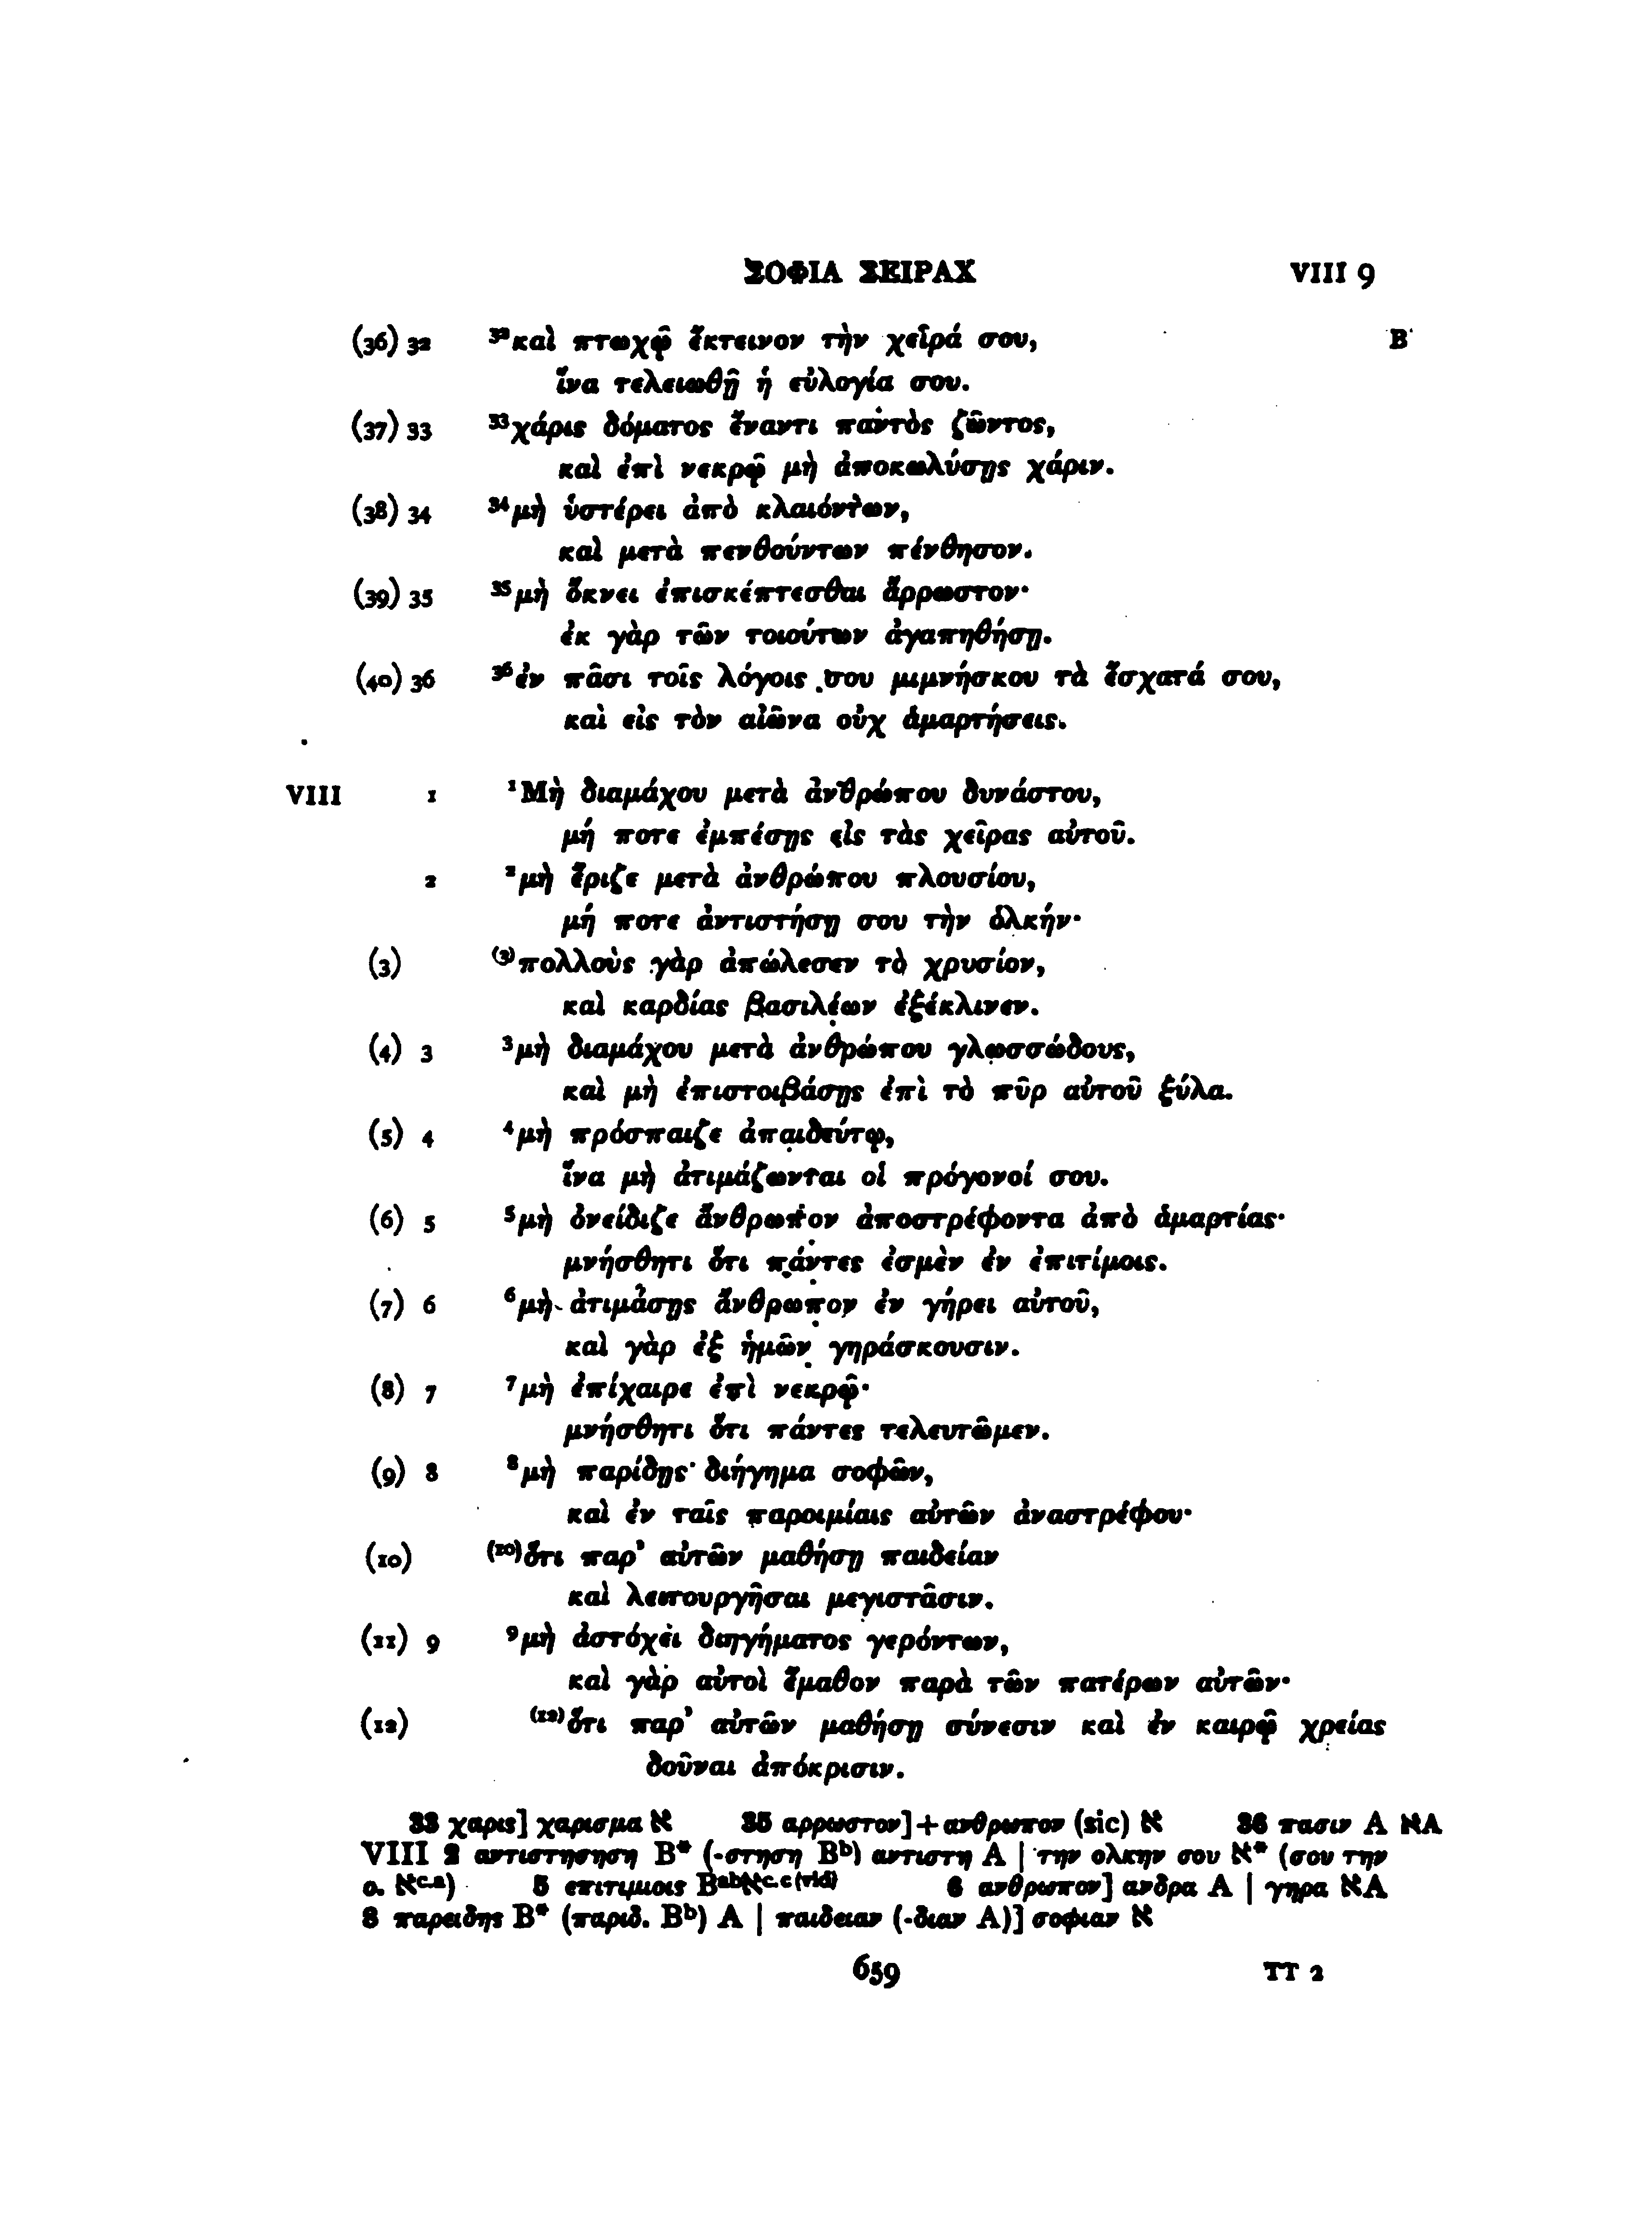 ΣΟΦΙΑ ΣΕΙΡΑΧ VIII 9
(36) 32 ³²καὶ πτωχῷ ἔκτεινον τὴν χεῖρά σου, B
ἵνα τελειωθῇ ἡ εὐλογία σου.
(37) 33 ³³χάρις δόματος ἔναντι παντὸς ζῶντος,
καὶ ἐπὶ νεκρῷ μὴ ἀποκωλύσῃς χάριν.
(38) 34 ³⁴μὴ ὑστέρει ἀπὸ κλαιόντων,
καὶ μετὰ πενθούντων πένθησον.
(39) 35 ³⁵μὴ ὄκνει ἐπισκέπτεσθαι ἄρρωστον·
ἐκ γὰρ τῶν τοιούτων ἀγαπηθήσῃ.
(40) 36 ³⁶ἐν πᾶσι τοῖς λόγοις σου μιμνήσκου τὰ ἔσχατά σου,
καὶ εἰς τὸν αἰῶνα οὐχ ἁμαρτήσεις.
VIII 1 ¹Μὴ διαμάχου μετὰ ἀνθρώπου δυνάστου,
μή ποτε ἐμπέσῃς εἰς τὰς χεῖρας αὐτοῦ.
2 ²μὴ ἔριζε μετὰ ἀνθρώπου πλουσίου,
μή ποτε ἀντιστήσῃ σου τὴν ὁλκήν·
(3) ⁽³⁾πολλοὺς γὰρ ἀπώλεσεν τὸ χρυσίον,
καὶ καρδίας βασιλέων ἐξέκλινεν.
(4) 3 ³μὴ διαμάχου μετὰ ἀνθρώπου γλωσσώδους,
καὶ μὴ ἐπιστοιβάσῃς ἐπὶ τὸ πῦρ αὐτοῦ ξύλα.
(5) 4 ⁴μὴ πρόσπαιζε ἀπαιδεύτῳ,
ἵνα μὴ ἀτιμάζωνται οἱ πρόγονοί σου.
(6) 5 ⁵μὴ ὀνείδιζε ἄνθρωπον ἀποστρέφοντα ἀπὸ ἁμαρτίας·
μνήσθητι ὅτι πάντες ἐσμὲν ἐν ἐπιτίμοις.
(7) 6 ⁶μὴ ἀτιμάσῃς ἄνθρωπον ἐν γήρει αὐτοῦ,
καὶ γὰρ ἐξ ἡμῶν γηράσκουσιν.
(8) 7 ⁷μὴ ἐπίχαιρε ἐπὶ νεκρῷ·
μνήσθητι ὅτι πάντες τελευτῶμεν.
(9) 8 ⁸μὴ παρίδῃς διήγημα σοφῶν,
καὶ ἐν ταῖς παροιμίαις αὐτῶν ἀναστρέφου·
(10) ⁽¹⁰⁾ὅτι παρ’ αὐτῶν μαθήσῃ παιδείαν
καὶ λειτουργῆσαι μεγιστᾶσιν.
(11) 9 ⁹μὴ ἀστόχει διηγήματος γερόντων,
καὶ γὰρ αὐτοὶ ἔμαθον παρὰ τῶν πατέρων αὐτῶν·
(12) ⁽¹²⁾ὅτι παρ’ αὐτῶν μαθήσῃ σύνεσιν καὶ ἐν καιρῷ χρείας
δοῦναι ἀπόκρισιν.
33 χαρις] χαρισμα א 35 αρρωστον]+ανθρωπον (sic) א 36 πασιν A אA
VIII 2 αντιστησηση B* (-στηση Bᵇ) αντιστη A | την ολκην σου א* (σου την
ο. אᶜ·ᵃ) 5 επιτιμιοις Bᵃᵇאᶜ·ᶜ⁽ᵛⁱᵈ⁾ 6 ανθρωπον] ανδρα A | γηρα אA
8 παρειδης B* (παριδ. Bᵇ) A | παιδειαν (-διαν A)] σοφιαν א
659 TT 2